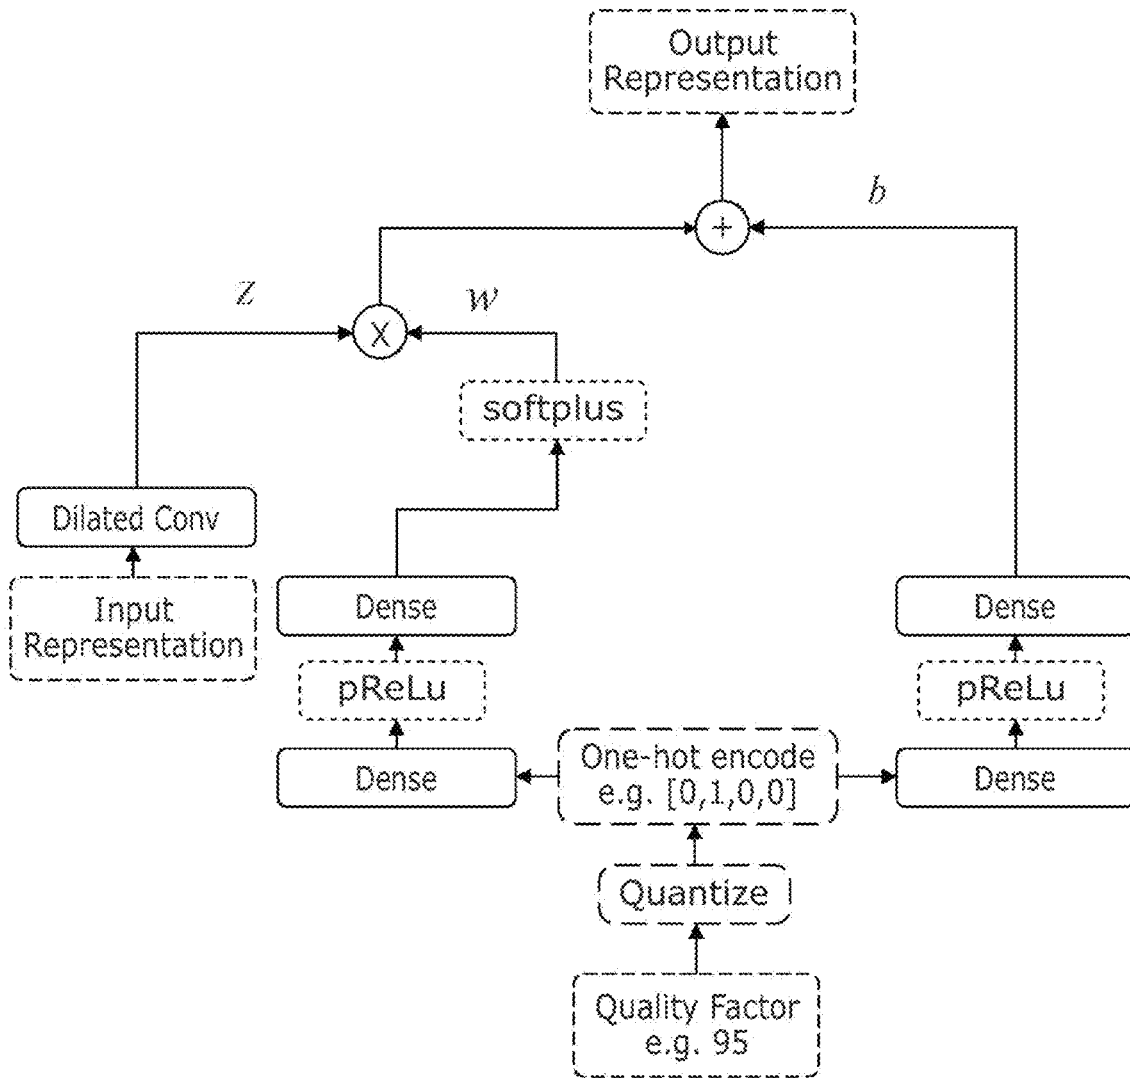 Output
Representation
b
z
w
+
X
softplus
Dilated Conv
Input
Representation
Dense
Dense
pReLu
pReLu
One-hot encode
e.g. [0,1,0,0]
Dense
Dense
Quantize
Quality Factor
e.g. 95